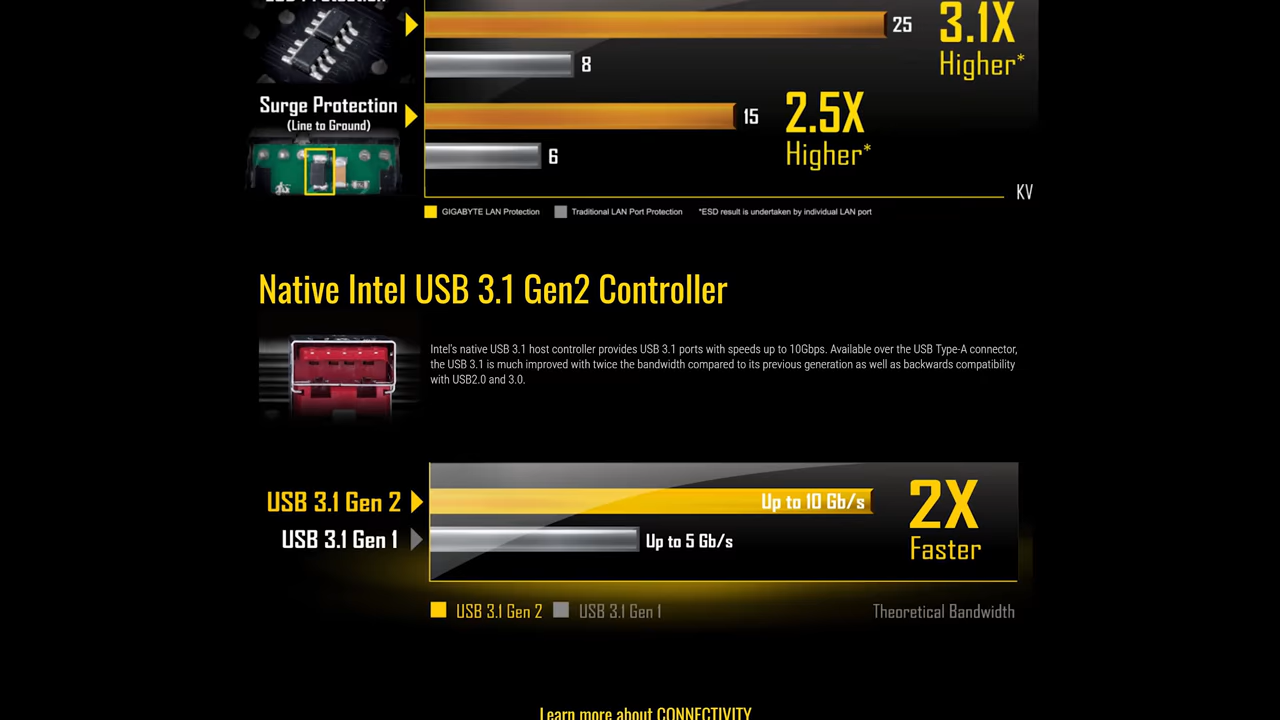 25
3.1X
Higher*
8
Surge Protection
(Line to Ground)
15
2.5X
Higher*
6
KV
GIGABYTE LAN Protection
Traditional LAN Port Protection
*ESD result is undertaken by individual LAN port
Native Intel USB 3.1 Gen2 Controller
Intel's native USB 3.1 host controller provides USB 3.1 ports with speeds up to 10Gbps. Available over the USB Type-A connector,
the USB 3.1 is much improved with twice the bandwidth compared to its previous generation as well as backwards compatibility
with USB2.0 and 3.0.
USB 3.1 Gen 2
Up to 10 Gb/s
2X
Faster
USB 3.1 Gen 1
Up to 5 Gb/s
USB 3.1 Gen 2
USB 3.1 Gen 1
Theoretical Bandwidth
Learn more about CONNECTIVITY